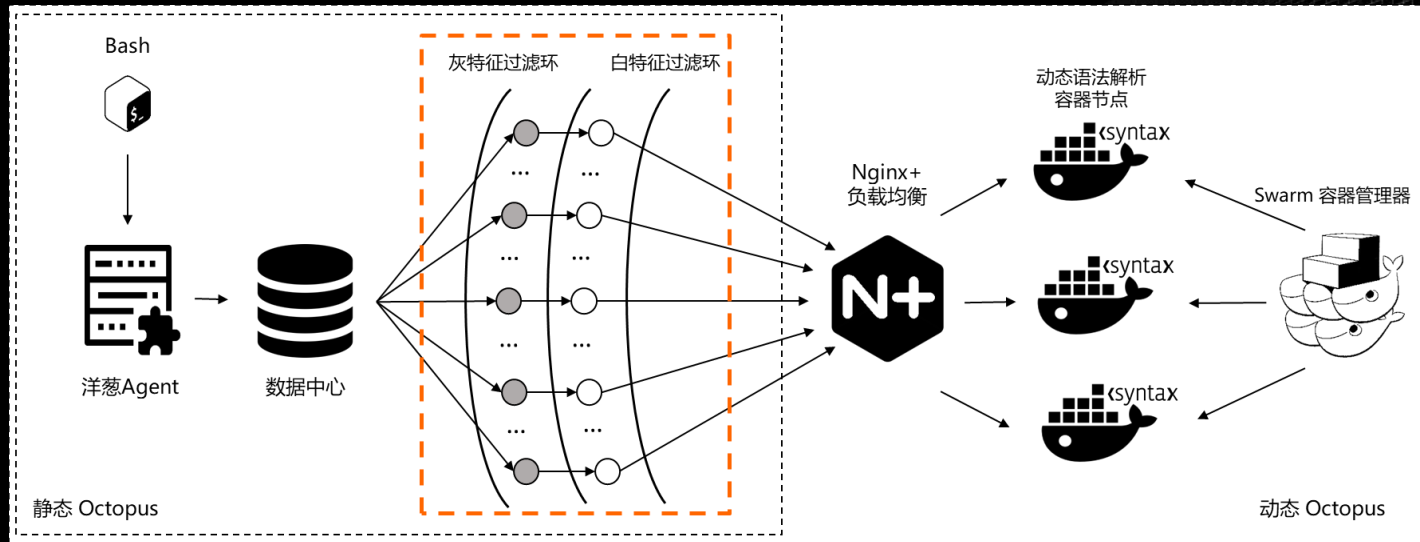 Bash
$_
洋葱Agent
数据中心
灰特征过滤环
白特征过滤环
...
...
...
...
...
...
...
...
静态 Octopus
Nginx+
负载均衡
N+
动态语法解析
容器节点
syntax
syntax
syntax
Swarm 容器管理器
动态 Octopus